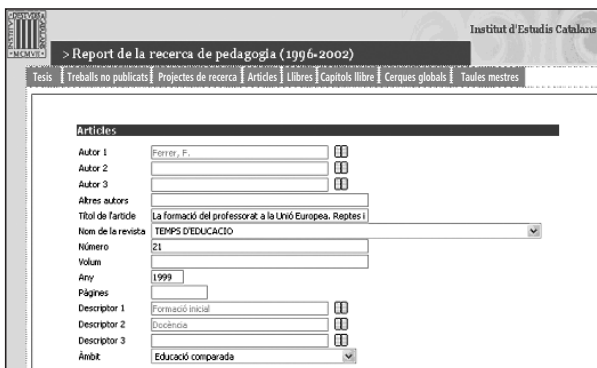 Institut d'Estudis Catalans
> Report de la recerca de pedagogia (1996-2002)
Tesis Treballs no publicats Projectes de recerca Articles Llibres Capítols llibre Cerques globals Taules mestres
Articles
Autor 1 Ferrer, F.
Autor 2
Autor 3
Altres autors
Títol de l'article La formació del professorat a la Unió Europea. Reptes i
Nom de la revista TEMPS D'EDUCACIO
Número 21
Volum
Any 1999
Pàgines
Descriptor 1 Formació inicial
Descriptor 2 Docència
Descriptor 3
Àmbit Educació comparada